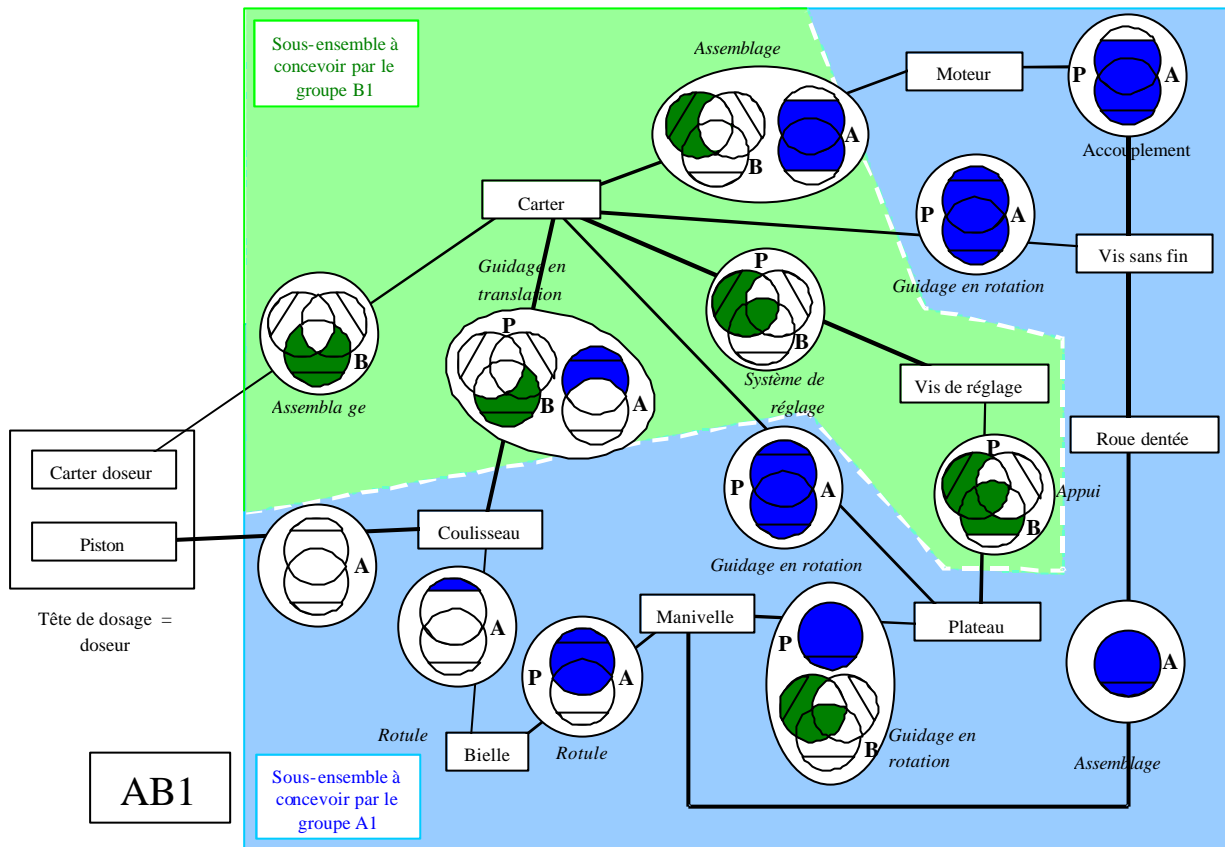 Sous-ensemble à
concevoir par le
groupe B1
Assemblage
Moteur
P
A
Accouplement
B
A
Carter
P
A
Guidage en rotation
Vis sans fin
Guidage en
translation
P
B
A
P
B
Système de
réglage
Vis de réglage
B
Assembla ge
Roue dentée
P
B
Appui
Carter doseur
Piston
Tête de dosage =
doseur
A
Coulisseau
P
A
Guidage en rotation
A
Rotule
Bielle
P
A
Rotule
Manivelle
P
B
Guidage en
rotation
Plateau
A
Assemblage
AB1
Sous-ensemble à
concevoir par le
groupe A1